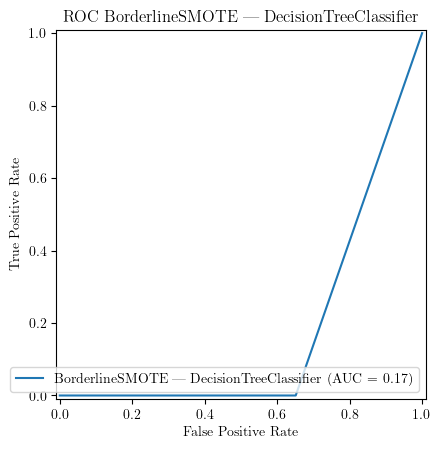 ROC BorderlineSMOTE — DecisionTreeClassifier
1.0
0.8
0.6
0.4
0.2
0.0
True Positive Rate
BorderlineSMOTE — DecisionTreeClassifier (AUC = 0.17)
0.0 0.2 0.4 0.6 0.8 1.0
False Positive Rate